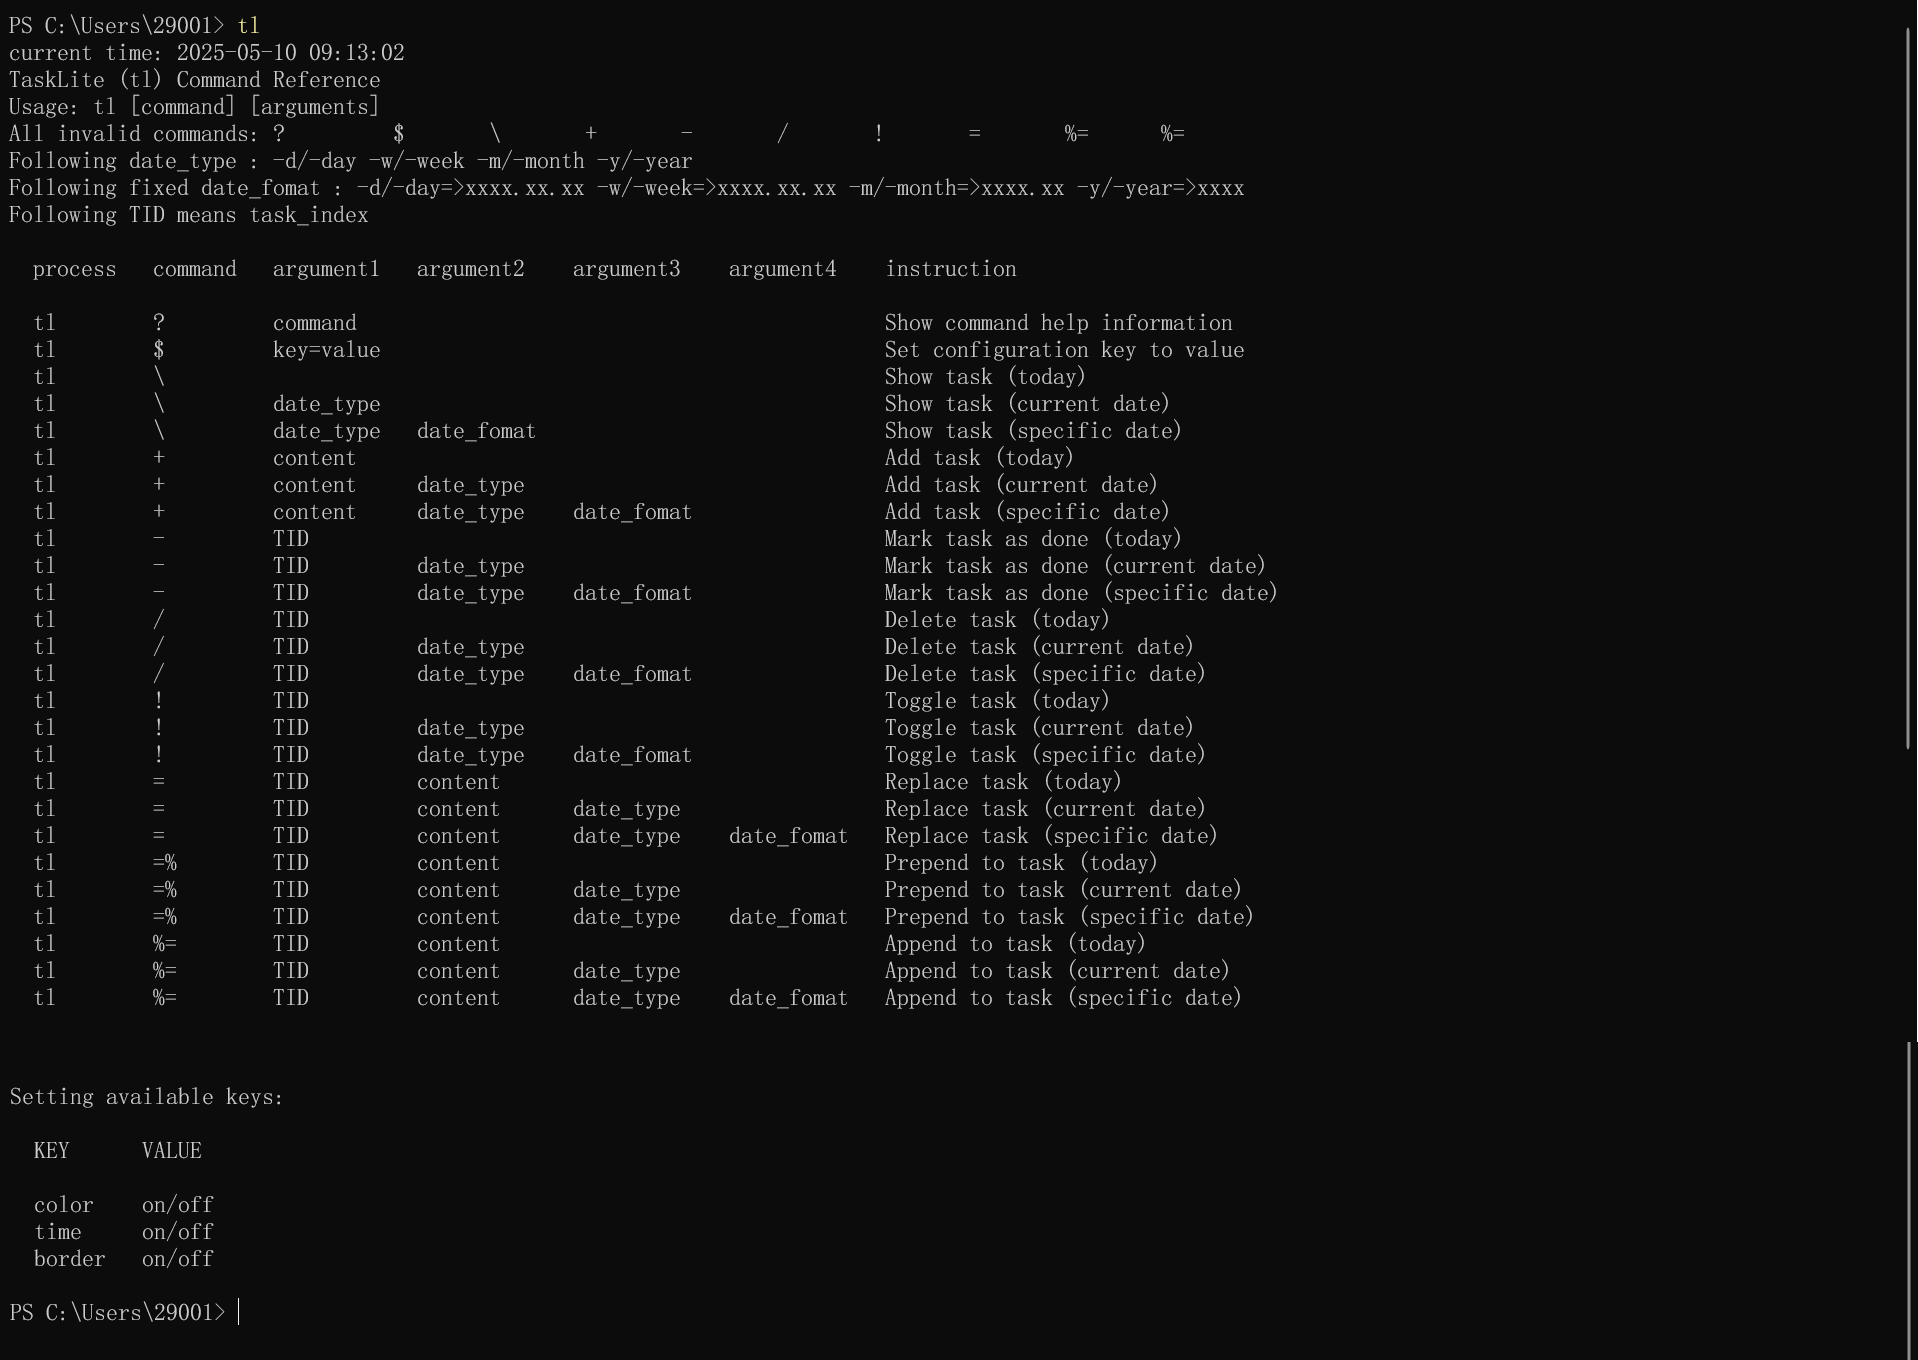 PS C:\Users\29001> tl
current time: 2025-05-10 09:13:02
TaskLite (tl) Command Reference
Usage: tl [command] [arguments]
All invalid commands: ?         $       \       +       -       /       !       =       %=      %=
Following date_type : -d/-day -w/-week -m/-month -y/-year
Following fixed date_fomat : -d/-day=>xxxx.xx.xx -w/-week=>xxxx.xx.xx -m/-month=>xxxx.xx -y/-year=>xxxx
Following TID means task_index
  process   command   argument1   argument2    argument3    argument4    instruction
  tl        ?         command                                            Show command help information
  tl        $         key=value                                          Set configuration key to value
  tl        \                                                            Show task (today)
  tl        \         date_type                                          Show task (current date)
  tl        \         date_type   date_fomat                             Show task (specific date)
  tl        +         content                                            Add task (today)
  tl        +         content     date_type                              Add task (current date)
  tl        +         content     date_type    date_fomat                Add task (specific date)
  tl        -         TID                                                Mark task as done (today)
  tl        -         TID         date_type                              Mark task as done (current date)
  tl        -         TID         date_type    date_fomat                Mark task as done (specific date)
  tl        /         TID                                                Delete task (today)
  tl        /         TID         date_type                              Delete task (current date)
  tl        /         TID         date_type    date_fomat                Delete task (specific date)
  tl        !         TID                                                Toggle task (today)
  tl        !         TID         date_type                              Toggle task (current date)
  tl        !         TID         date_type    date_fomat                Toggle task (specific date)
  tl        =         TID         content                                Replace task (today)
  tl        =         TID         content      date_type                 Replace task (current date)
  tl        =         TID         content      date_type    date_fomat   Replace task (specific date)
  tl        =%        TID         content                                Prepend to task (today)
  tl        =%        TID         content      date_type                 Prepend to task (current date)
  tl        =%        TID         content      date_type    date_fomat   Prepend to task (specific date)
  tl        %=        TID         content                                Append to task (today)
  tl        %=        TID         content      date_type                 Append to task (current date)
  tl        %=        TID         content      date_type    date_fomat   Append to task (specific date)
Setting available keys:
  KEY      VALUE
  color    on/off
  time     on/off
  border   on/off
PS C:\Users\29001>